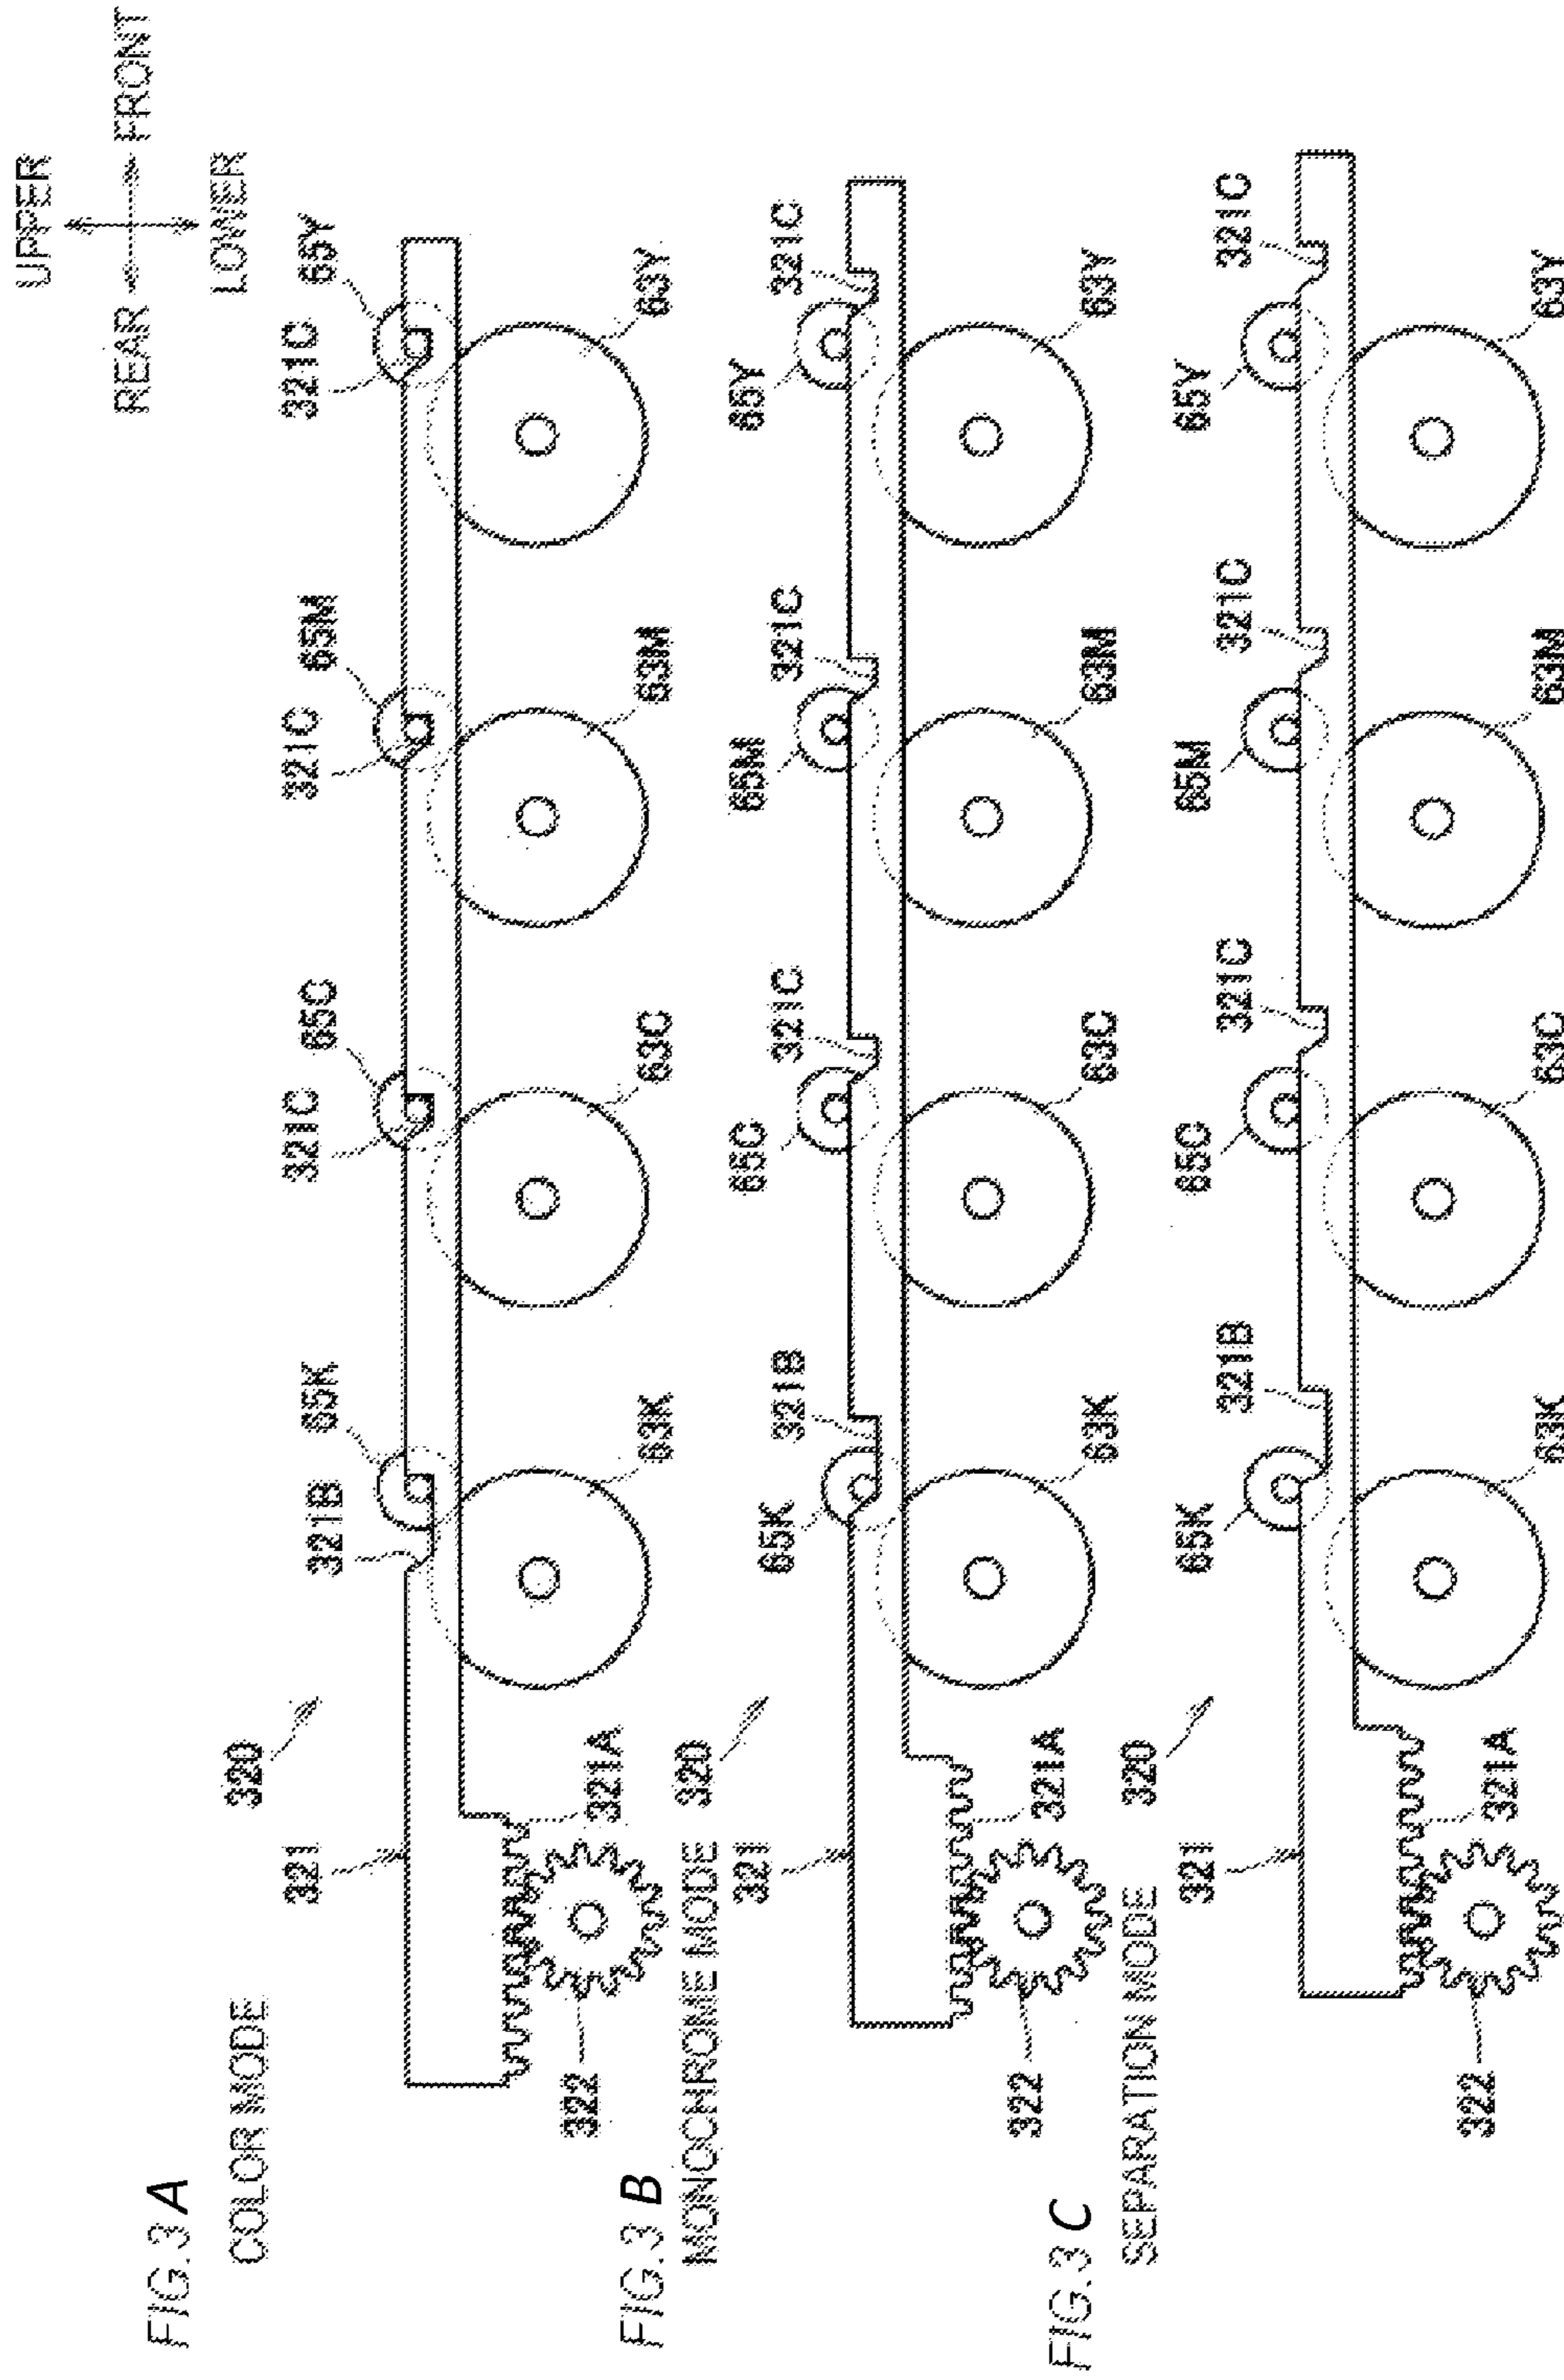 UPPER
REAR FRONT
LOWER
FIG.3 A
COLOR MODE
320
321
321B
65K
321C
65C
321C
65M
321C
65Y
322
321A
63K
63C
63M
63Y
FIG.3 B
MONOCHROME MODE
320
321
65K
321B
65C
321C
65M
321C
65Y
321C
322
321A
63K
63C
63M
63Y
FIG.3 C
SEPARATION MODE
320
321
65K
321B
65C
321C
65M
321C
65Y
321C
322
321A
63K
63C
63M
63Y